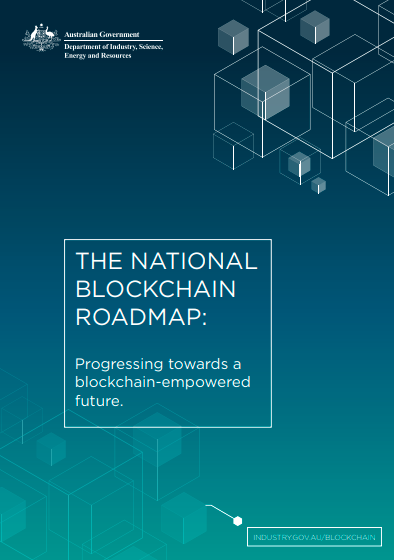 Australian Government
Department of Industry, Science,
Energy and Resources
THE NATIONAL
BLOCKCHAIN
ROADMAP:
Progressing towards a
blockchain-empowered
future.
INDUSTRY.GOV.AU/BLOCKCHAIN